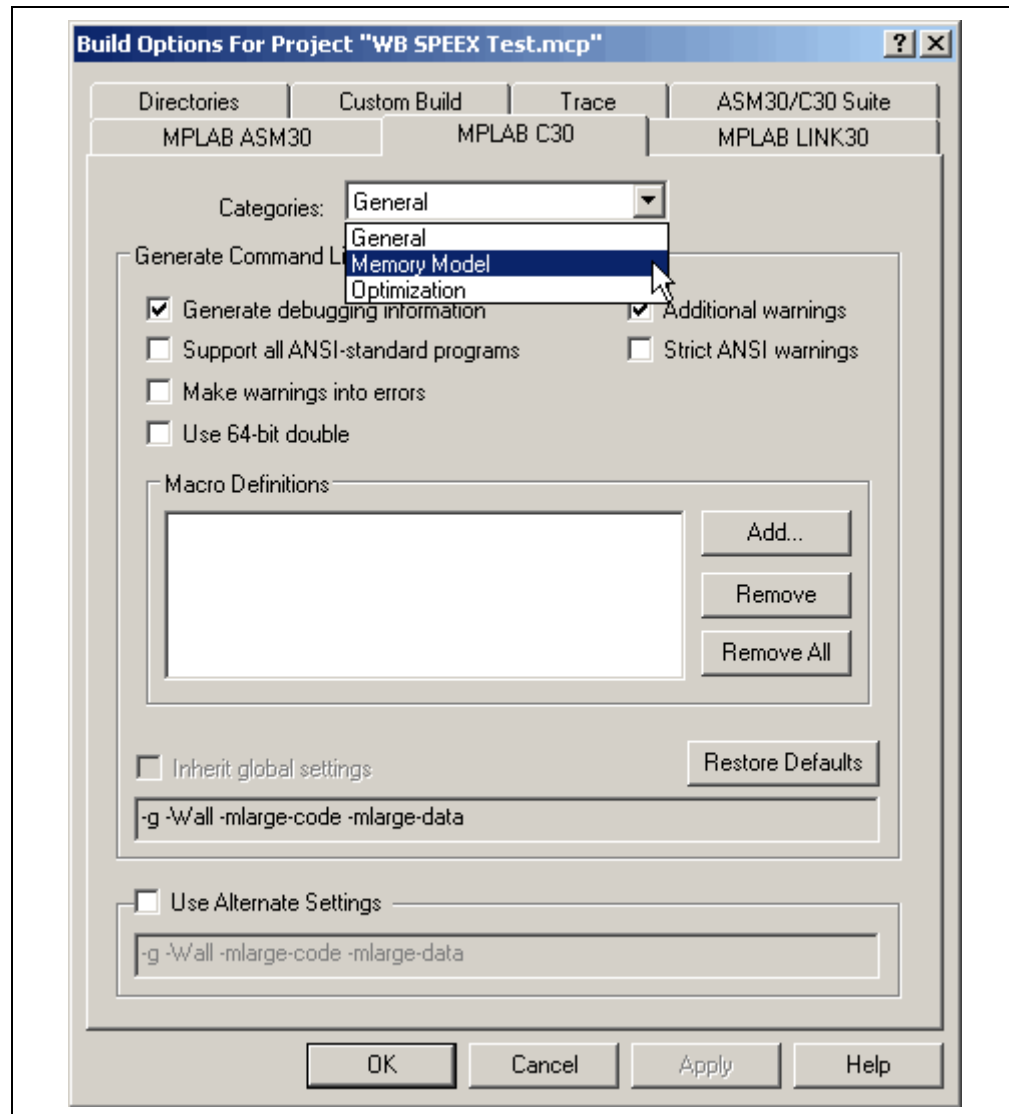 Build Options For Project "WB SPEEX Test.mcp"
Directories Custom Build Trace ASM30/C30 Suite
MPLAB ASM30 MPLAB C30 MPLAB LINK30
Categories: General
General
Generate Command Li Memory Model
Optimization
Generate debugging information Additional warnings
Support all ANSI-standard programs Strict ANSI warnings
Make warnings into errors
Use 64-bit double
Macro Definitions
Add...
Remove
Remove All
Inherit global settings Restore Defaults
-g -Wall -mlarge-code -mlarge-data
Use Alternate Settings
-g -Wall -mlarge-code -mlarge-data
OK Cancel Apply Help